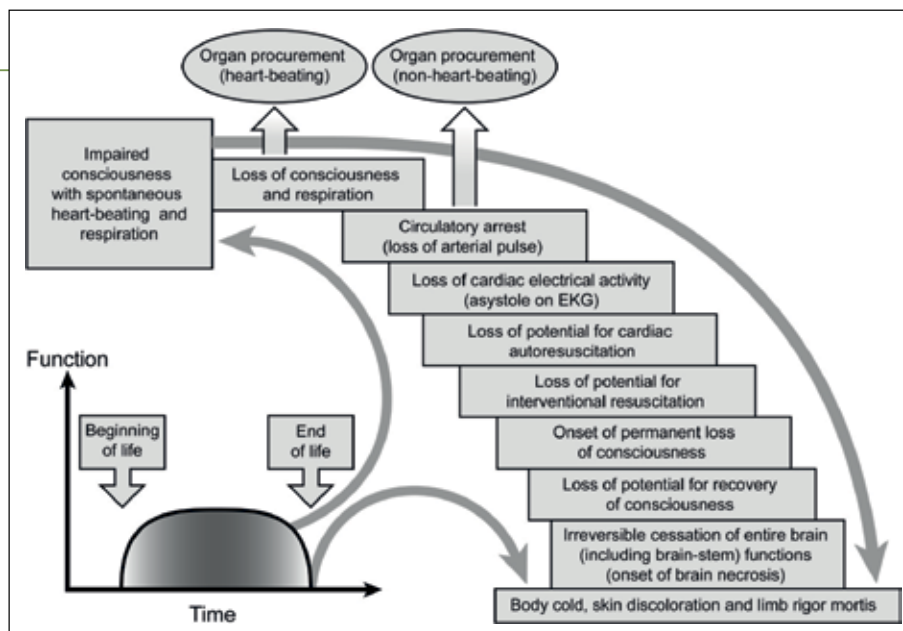 Organ procurement
(heart-beating)
Organ procurement
(non-heart-beating)
Impaired
consciousness
with spontaneous
heart-beating and
respiration
Loss of consciousness
and respiration
Circulatory arrest
(loss of arterial pulse)
Loss of cardiac electrical activity
(asystole on EKG)
Loss of potential for cardiac
autoresuscitation
Loss of potential for
interventional resuscitation
Onset of permanent loss
of consciousness
Loss of potential for recovery
of consciousness
Irreversible cessation of entire brain
(including brain-stem) functions
(onset of brain necrosis)
Body cold, skin discoloration and limb rigor mortis
Function
Beginning
of life
End
of life
Time